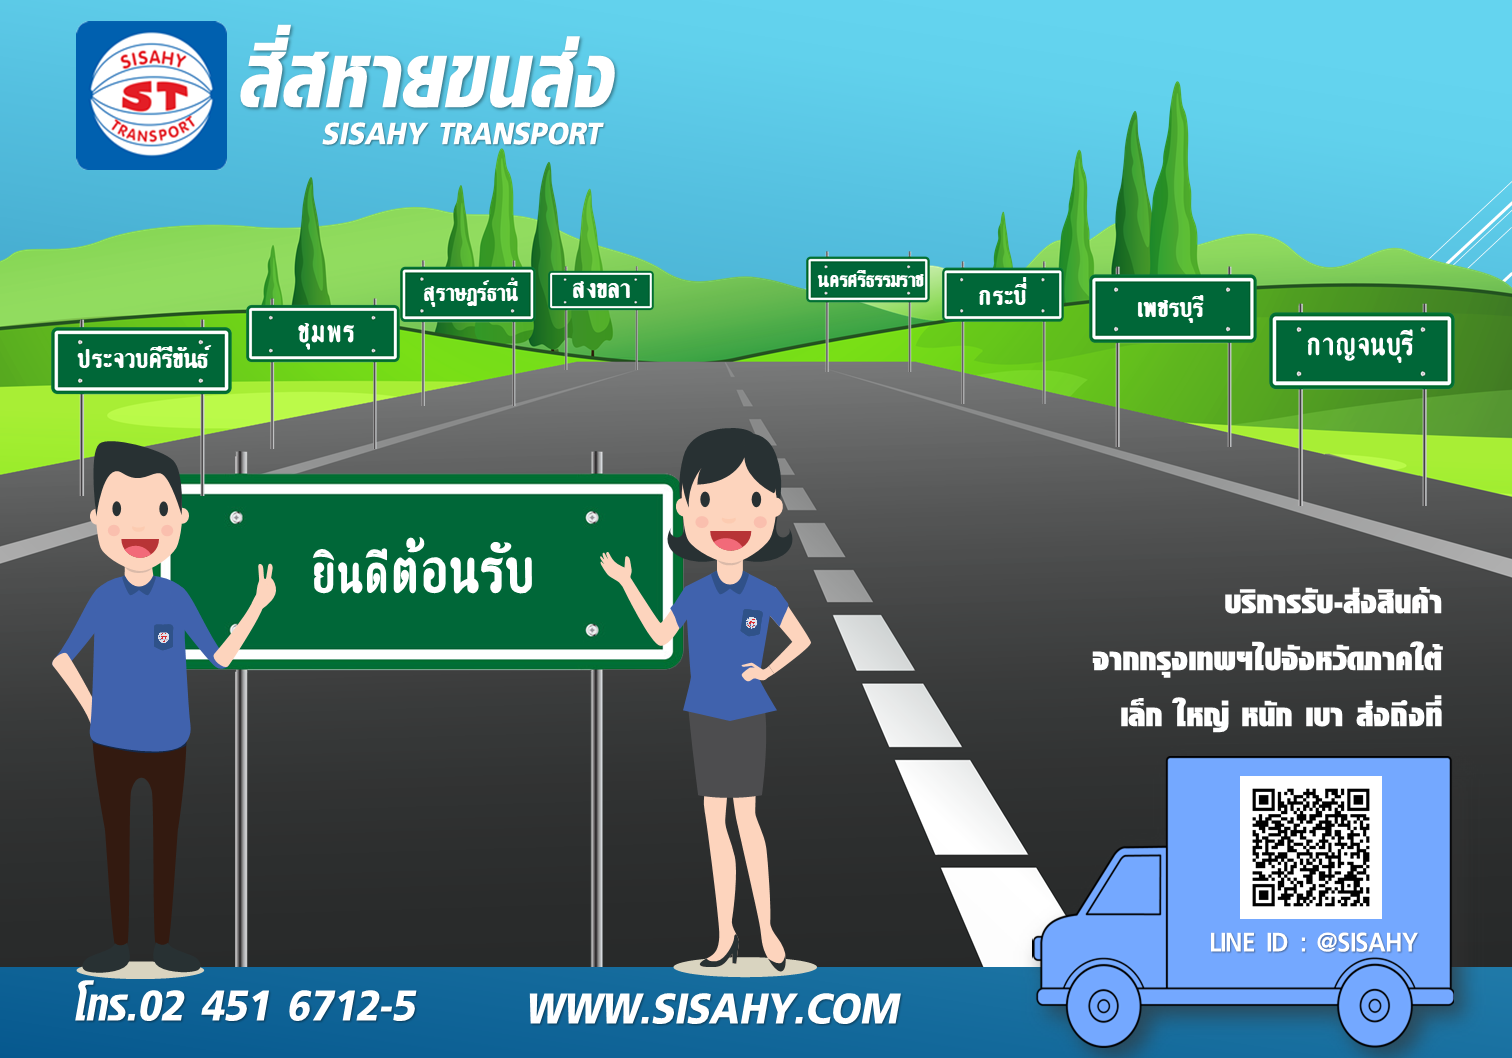 SISAHY
ST
TRANSPORT
สี่สหายขนส่ง
SISAHY TRANSPORT
ประจวบคีรีขันธ์
ชุมพร
สุราษฎร์ธานี
สงขลา
นครศรีธรรมราช
กระบี่
เพชรบุรี
กาญจนบุรี
ยินดีต้อนรับ
บริการรับ-ส่งสินค้า
จากกรุงเทพฯไปจังหวัดภาคใต้
เล็ก ใหญ่ หนัก เบา ส่งถึงที่
LINE ID : @SISAHY
โทร.02 451 6712-5
WWW.SISAHY.COM